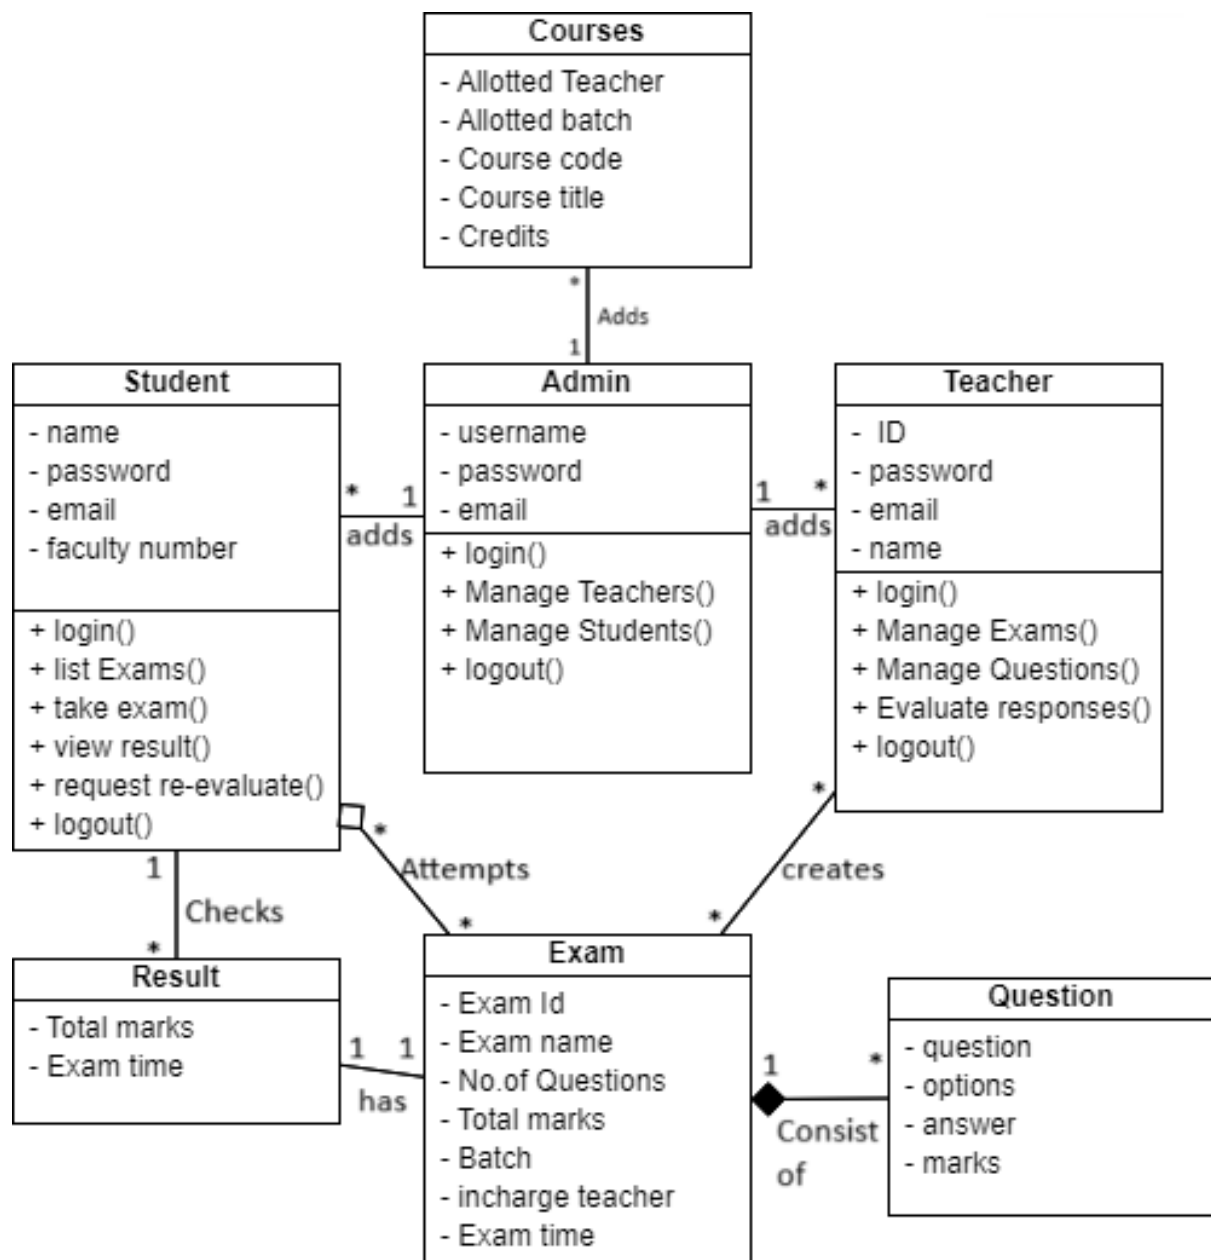 Courses
- Allotted Teacher
- Allotted batch
- Course code
- Course title
- Credits
*
Adds
1
Student
- name
- password
- email
- faculty number
+ login()
+ list Exams()
+ take exam()
+ view result()
+ request re-evaluate()
+ logout()
* 1
adds
Admin
- username
- password
- email
+ login()
+ Manage Teachers()
+ Manage Students()
+ logout()
1 *
adds
Teacher
- ID
- password
- email
- name
+ login()
+ Manage Exams()
+ Manage Questions()
+ Evaluate responses()
+ logout()
1
Checks
*
*
Attempts
*
*
creates
*
Result
- Total marks
- Exam time
1 1
has
Exam
- Exam Id
- Exam name
- No.of Questions
- Total marks
- Batch
- incharge teacher
- Exam time
1 *
Consist
of
Question
- question
- options
- answer
- marks